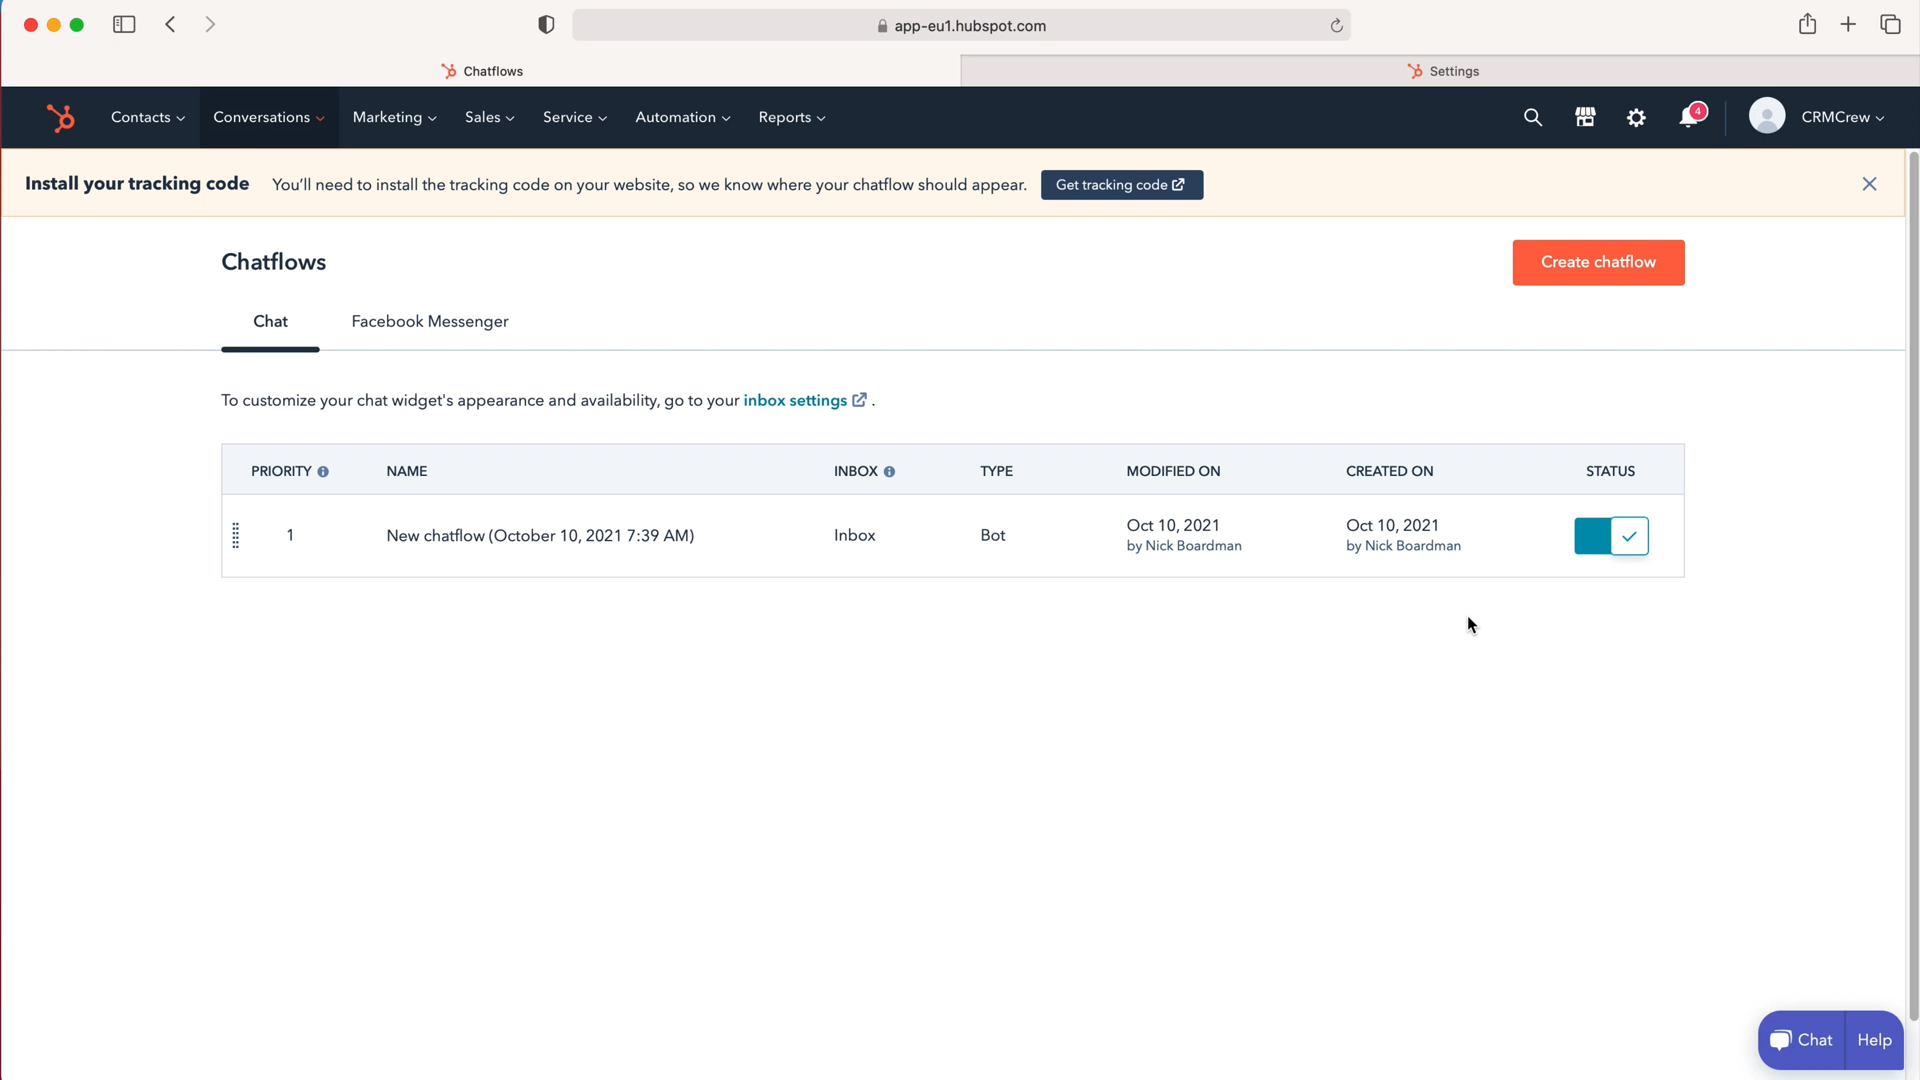 app-eu1.hubspot.com
Chatflows
Settings
Contacts
Conversations
Marketing
Sales
Service
Automation
Reports
4
CRMCrew
Install your tracking code You'll need to install the tracking code on your website, so we know where your chatflow should appear. Get tracking code
Chatflows
Create chatflow
Chat
Facebook Messenger
To customize your chat widget's appearance and availability, go to your inbox settings .
PRIORITY NAME INBOX TYPE MODIFIED ON CREATED ON STATUS
1 New chatflow (October 10, 2021 7:39 AM) Inbox Bot
Oct 10, 2021
by Nick Boardman
Oct 10, 2021
by Nick Boardman
Chat
Help